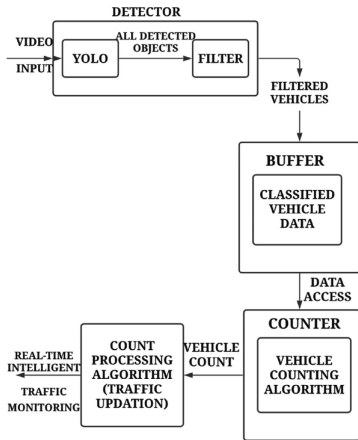 DETECTOR
VIDEO
INPUT
YOLO
ALL DETECTED
OBJECTS
FILTER
FILTERED
VEHICLES
BUFFER
CLASSIFIED
VEHICLE
DATA
DATA
ACCESS
COUNTER
VEHICLE
COUNTING
ALGORITHM
VEHICLE
COUNT
COUNT
PROCESSING
ALGORITHM
(TRAFFIC
UPDATION)
REAL-TIME
INTELLIGENT
TRAFFIC
MONITORING